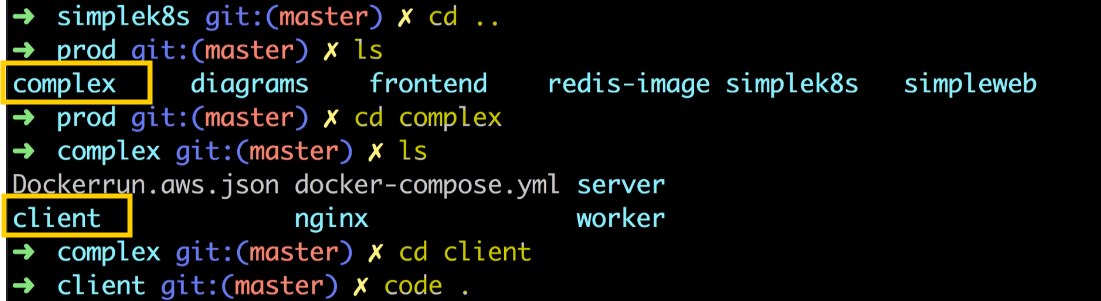 ➜ simplek8s git:(master) ✗ cd ..
➜ prod git:(master) ✗ ls
complex diagrams frontend redis-image simplek8s simpleweb
➜ prod git:(master) ✗ cd complex
➜ complex git:(master) ✗ ls
Dockerrun.aws.json docker-compose.yml server
client nginx worker
➜ complex git:(master) ✗ cd client
➜ client git:(master) ✗ code .